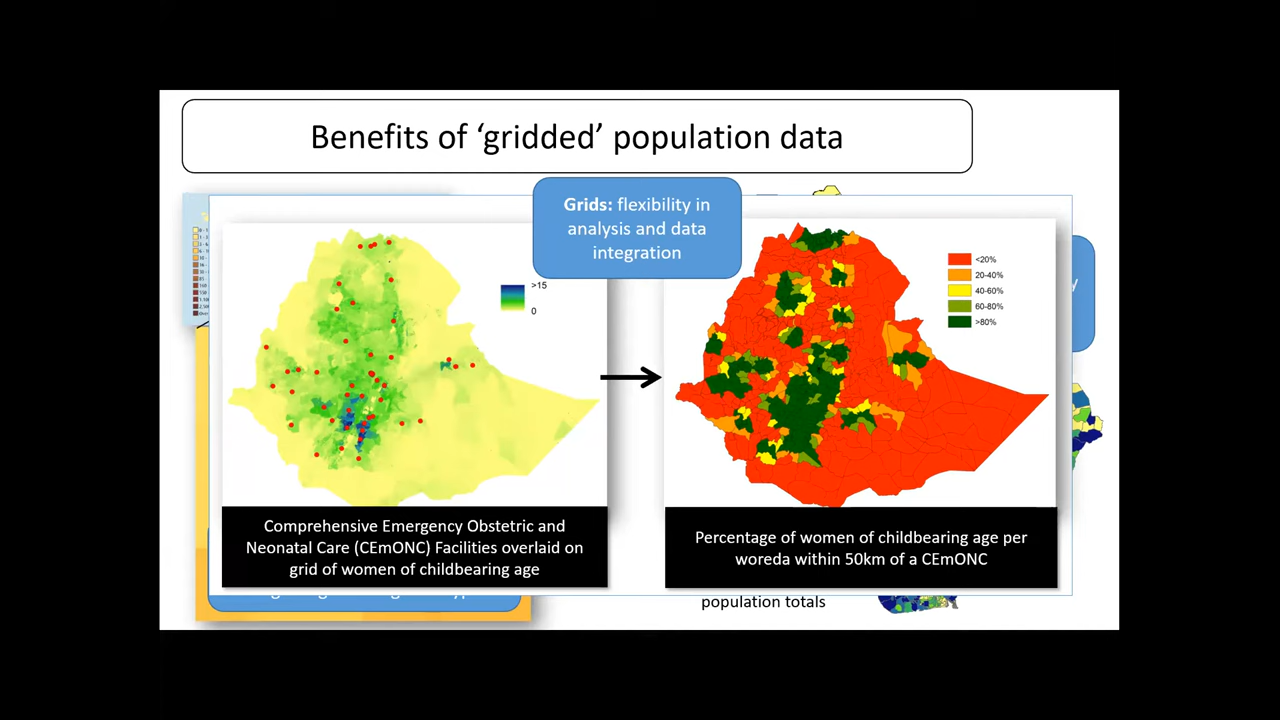 Benefits of ‘gridded’ population data
Grids: flexibility in
analysis and data
integration
>15
0
<20%
20-40%
40-60%
60-80%
>80%
Comprehensive Emergency Obstetric and
Neonatal Care (CEmONC) Facilities overlaid on
grid of women of childbearing age
Percentage of women of childbearing age per
woreda within 50km of a CEmONC
population totals